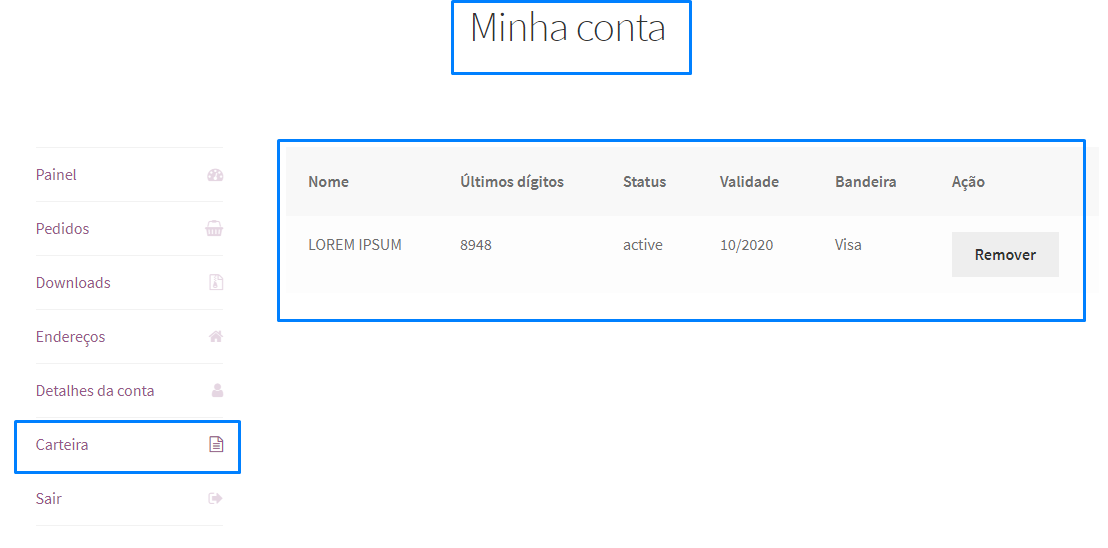 Minha conta
Painel
Pedidos
Downloads
Endereços
Detalhes da conta
Carteira
Sair
Nome Últimos dígitos Status Validade Bandeira Ação
LOREM IPSUM 8948 active 10/2020 Visa Remover